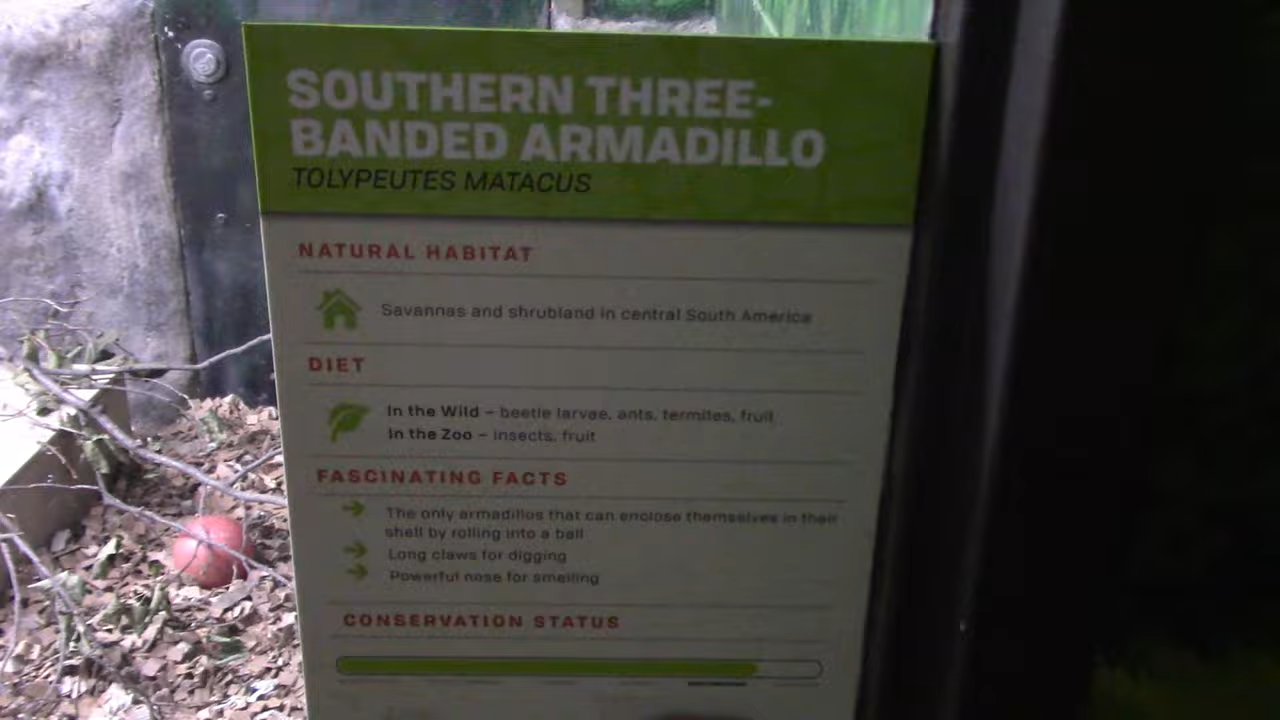 SOUTHERN THREE-
BANDED ARMADILLO
TOLYPEUTES MATACUS
NATURAL HABITAT
Savannas and shrubland in central South America
DIET
In the Wild – beetle larvae, ants, termites, fruit
In the Zoo – insects, fruit
FASCINATING FACTS
The only armadillos that can enclose themselves in their
shell by rolling into a ball
Long claws for digging
Powerful nose for smelling
CONSERVATION STATUS